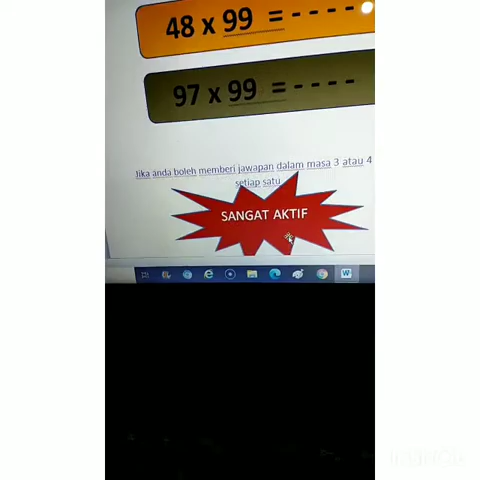 48 x 99 = - - - -
97 x 99 = - - - -
Jika anda boleh memberi jawapan dalam masa 3 atau 4
setiap satu
SANGAT AKTIF